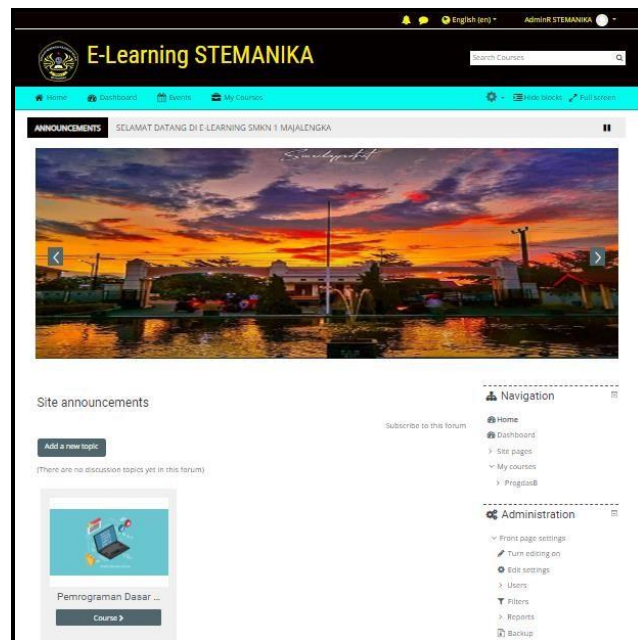 English (en)
AdminR STEMANIKA
E-Learning STEMANIKA
Search Courses
Home
Dashboard
Events
My Courses
Hide blocks
Full screen
ANNOUNCEMENTS
SELAMAT DATANG DI E-LEARNING SMKN 1 MAJALENGKA
Site announcements
Subscribe to this forum
Add a new topic
(There are no discussion topics yet in this forum)
Pemrograman Dasar ...
Course
Navigation
Home
Dashboard
Site pages
My courses
ProgdasB
Administration
Front page settings
Turn editing on
Edit settings
Users
Filters
Reports
Backup